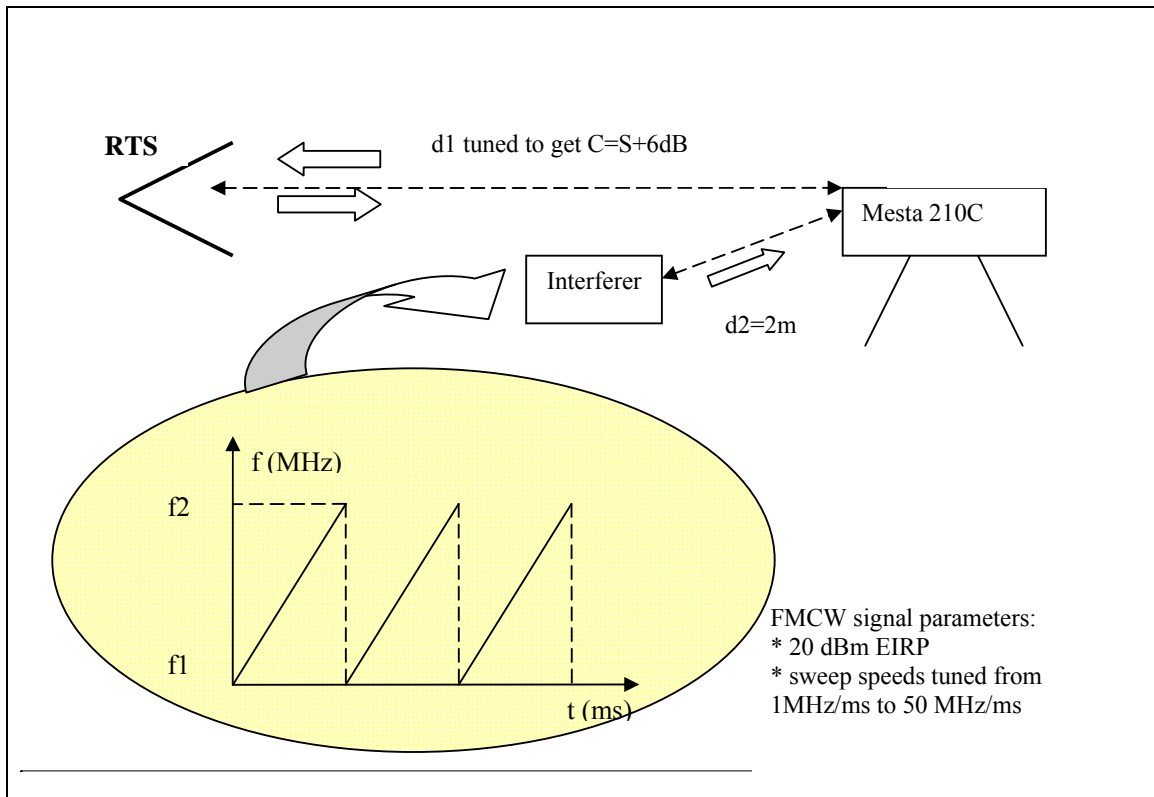 RTS
d1 tuned to get C=S+6dB
Mesta 210C
Interferer
d2=2m
f (MHz)
f2
f1
t (ms)
FMCW signal parameters:
* 20 dBm EIRP
* sweep speeds tuned from
1MHz/ms to 50 MHz/ms